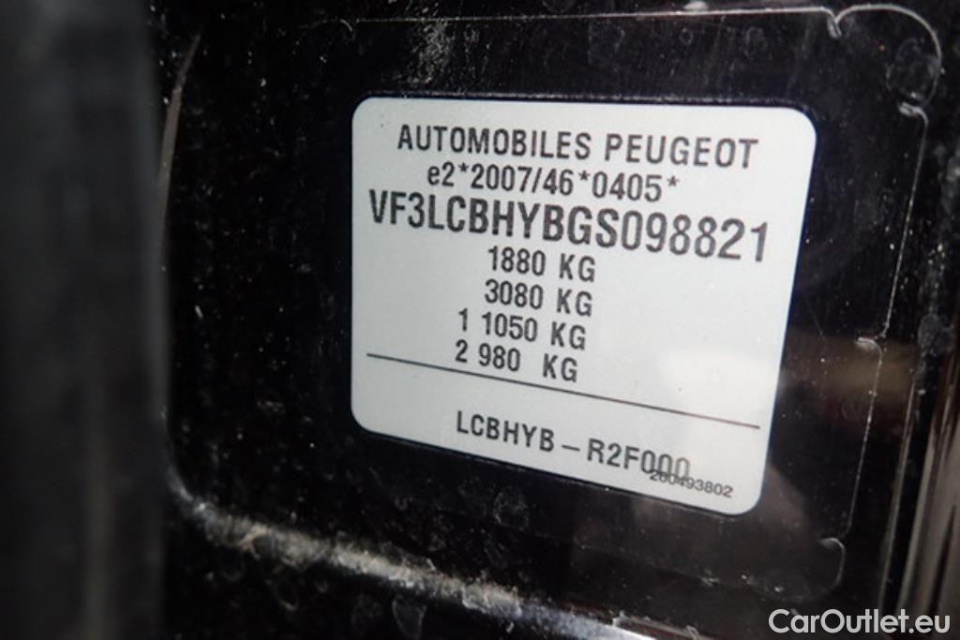 AUTOMOBILES PEUGEOT
e2*2007/46*0405*
VF3LCBHYBGS098821
1880 KG
3080 KG
1 1050 KG
2 980 KG
LCBHYB – R2F000
260493802
CarOutlet.eu